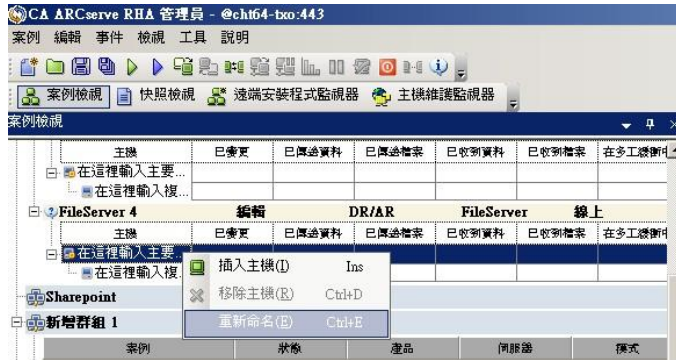 CA ARCserve RHA 管理員 - @cht64-txo:443
案例 編輯 事件 檢視 工具 說明
案例檢視 快照檢視 遠端安裝程式監視器 主機維護監視器
案例檢視
主機 已變更 已傳送資料 已傳送檔案 已收到資料 已收到檔案 在多工緩衝中
在這裡輸入主要...
在這裡輸入複...
FileServer 4 編輯 DR/AR FileServer 線上
主機 已變更 已傳送資料 已傳送檔案 已收到資料 已收到檔案 在多工緩衝中
在這裡輸入主要...
在這裡輸入複
插入主機(I) Ins
移除主機(R) Ctrl+D
重新命名(E) Ctrl+E
Sharepoint
新增群組 1
案例 狀態 產品 伺服器 模式